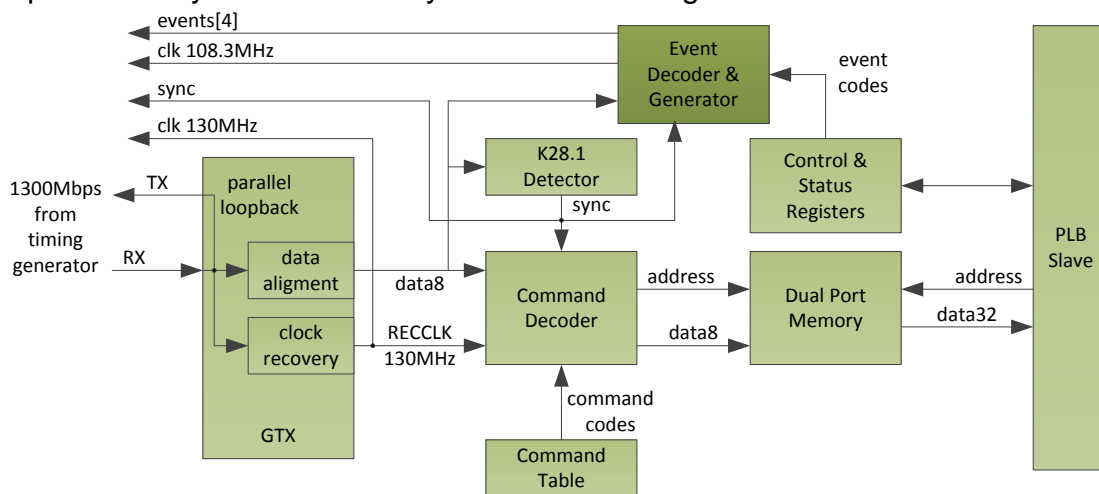 events[4]
clk 108.3MHz
sync
clk 130MHz
Event
Decoder &
Generator
event
codes
K28.1
Detector
sync
Control &
Status
Registers
PLB
Slave
1300Mbps
from
timing
generator
TX
RX
parallel
loopback
data
aligment
data8
clock
recovery
RECCLK
130MHz
GTX
Command
Decoder
address
data8
Dual Port
Memory
address
data32
command
codes
Command
Table